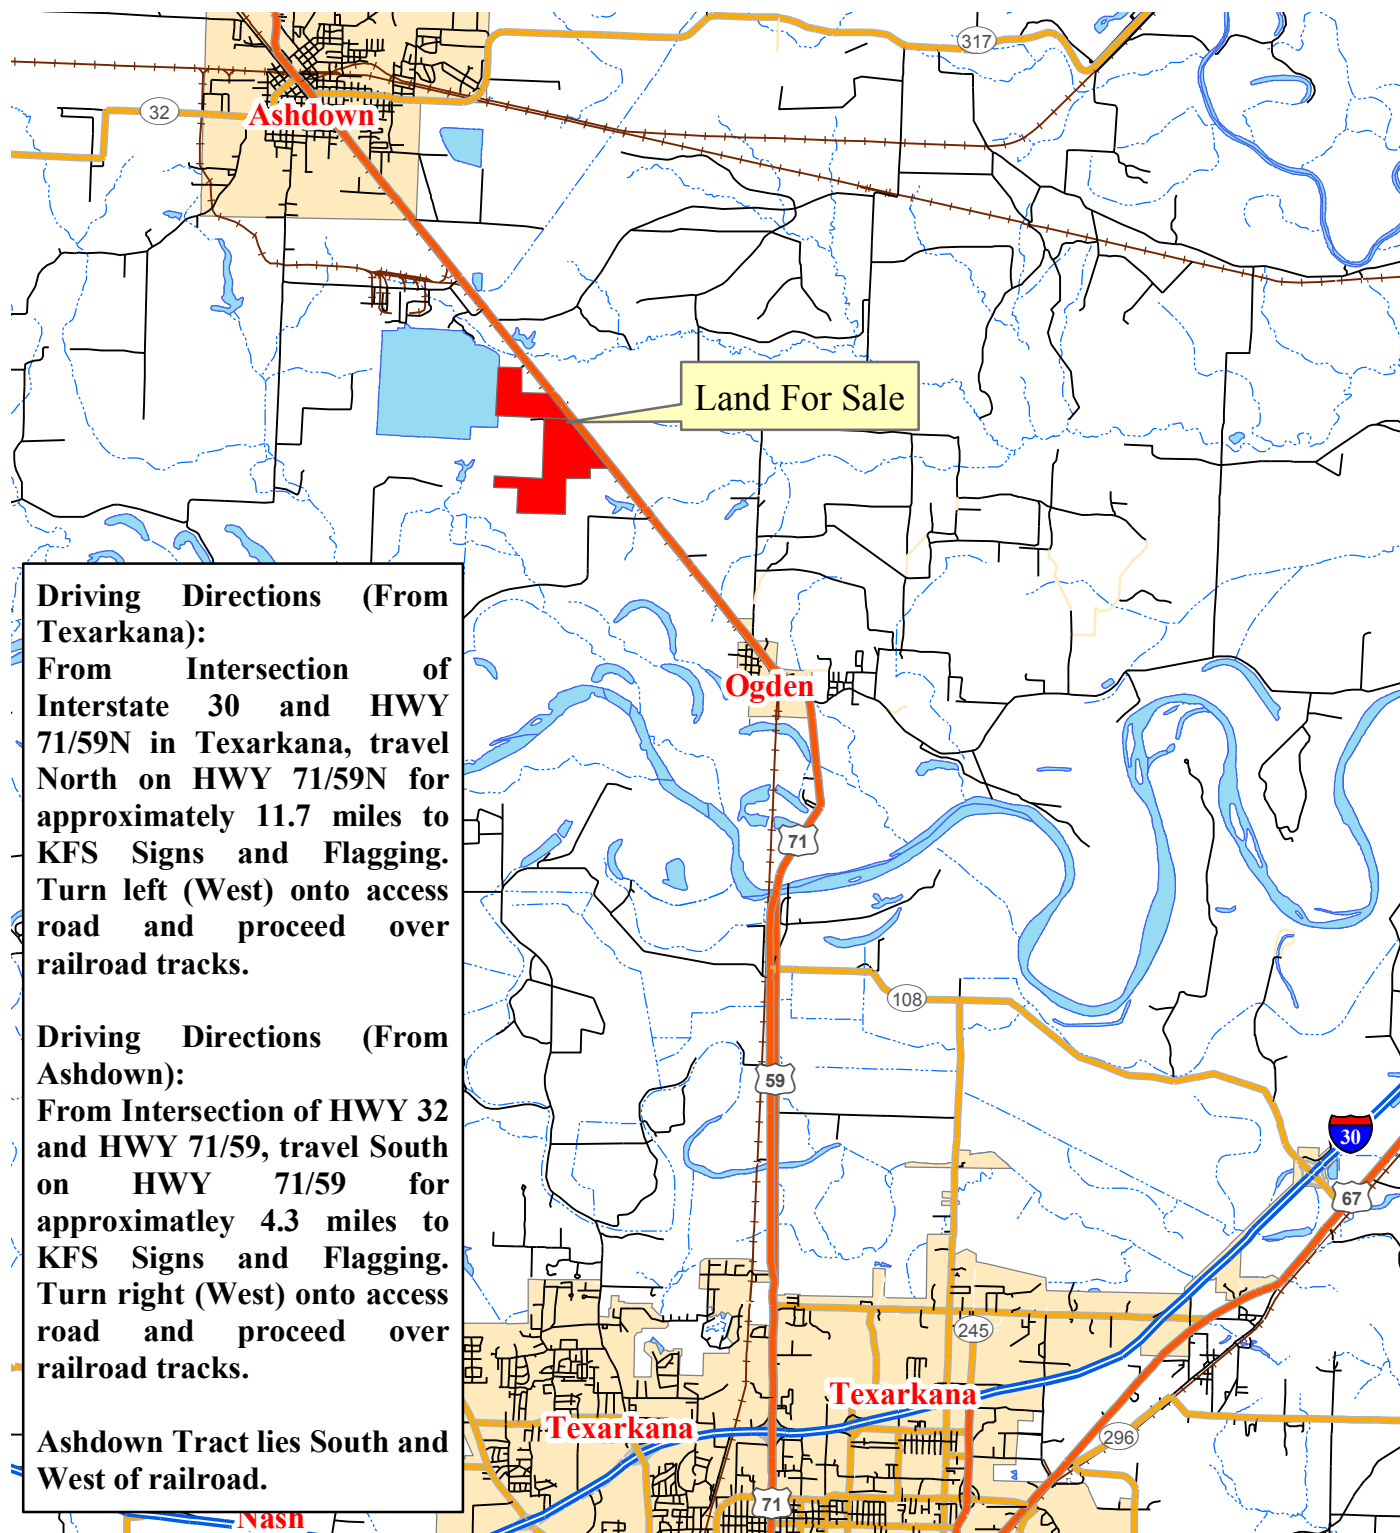 317
32
Ashdown
Land For Sale
Driving Directions (From
Texarkana):
From Intersection of
Interstate 30 and HWY
71/59N in Texarkana, travel
North on HWY 71/59N for
approximately 11.7 miles to
KFS Signs and Flagging.
Turn left (West) onto access
road and proceed over
railroad tracks.
Driving Directions (From
Ashdown):
From Intersection of HWY 32
and HWY 71/59, travel South
on HWY 71/59 for
approximatley 4.3 miles to
KFS Signs and Flagging.
Turn right (West) onto access
road and proceed over
railroad tracks.
Ashdown Tract lies South and
West of railroad.
Ogden
71
108
59
30
67
245
Texarkana
Texarkana
296
71
Nash